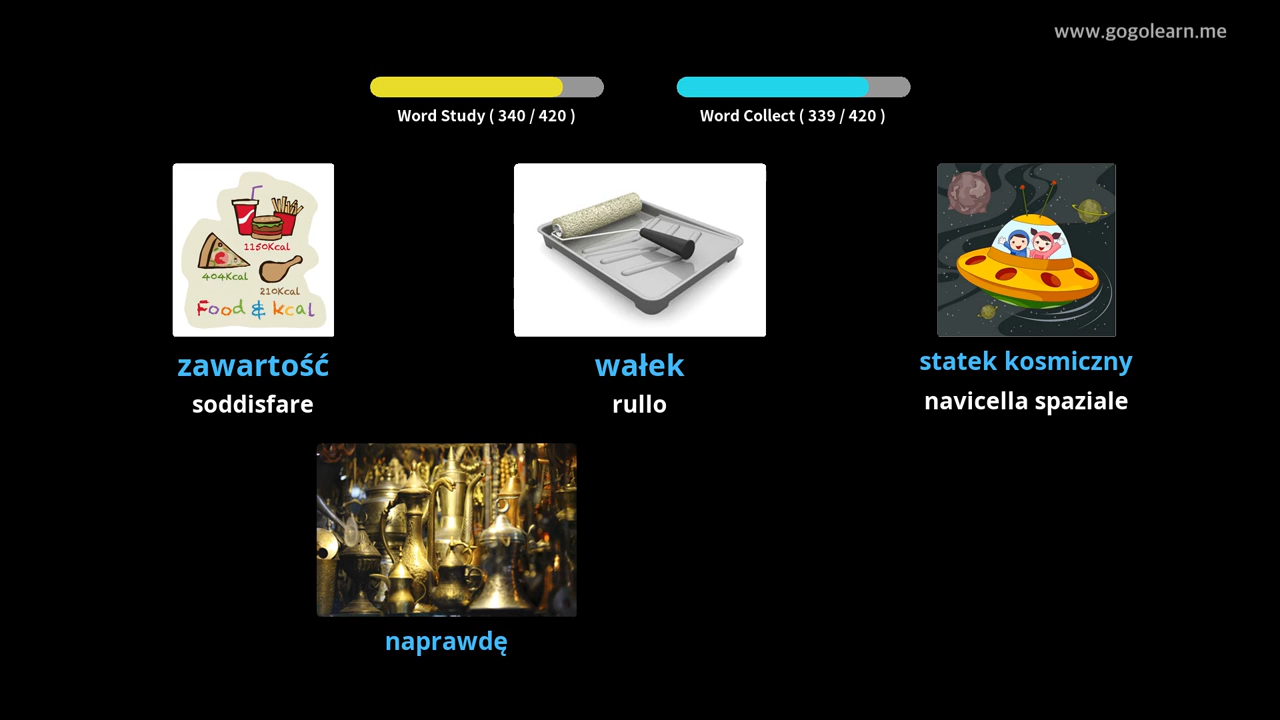 www.gogolearn.me
Word Study ( 340 / 420 )
Word Collect ( 339 / 420 )
1150Kcal
404Kcal
210Kcal
Food & kcal
zawartość
wałek
statek kosmiczny
soddisfare
rullo
navicella spaziale
naprawdę